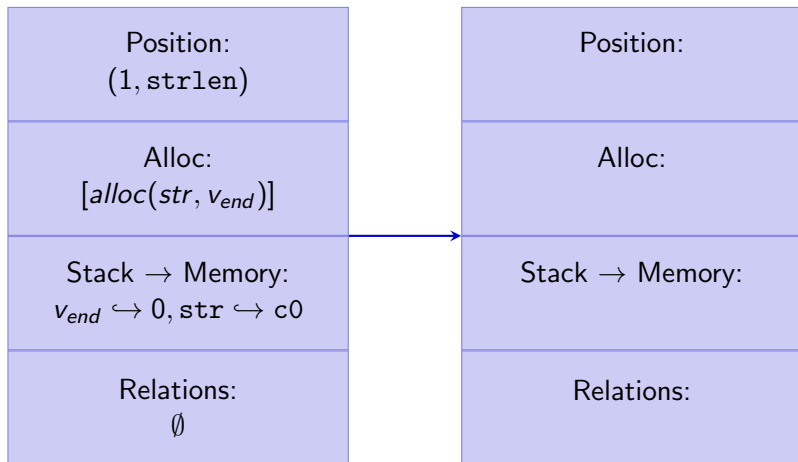 Position:
(1, strlen)
Alloc:
[alloc(str, v_end)]
Stack → Memory:
v_end ↪ 0, str ↪ c0
Relations:
∅
Position:
Alloc:
Stack → Memory:
Relations: